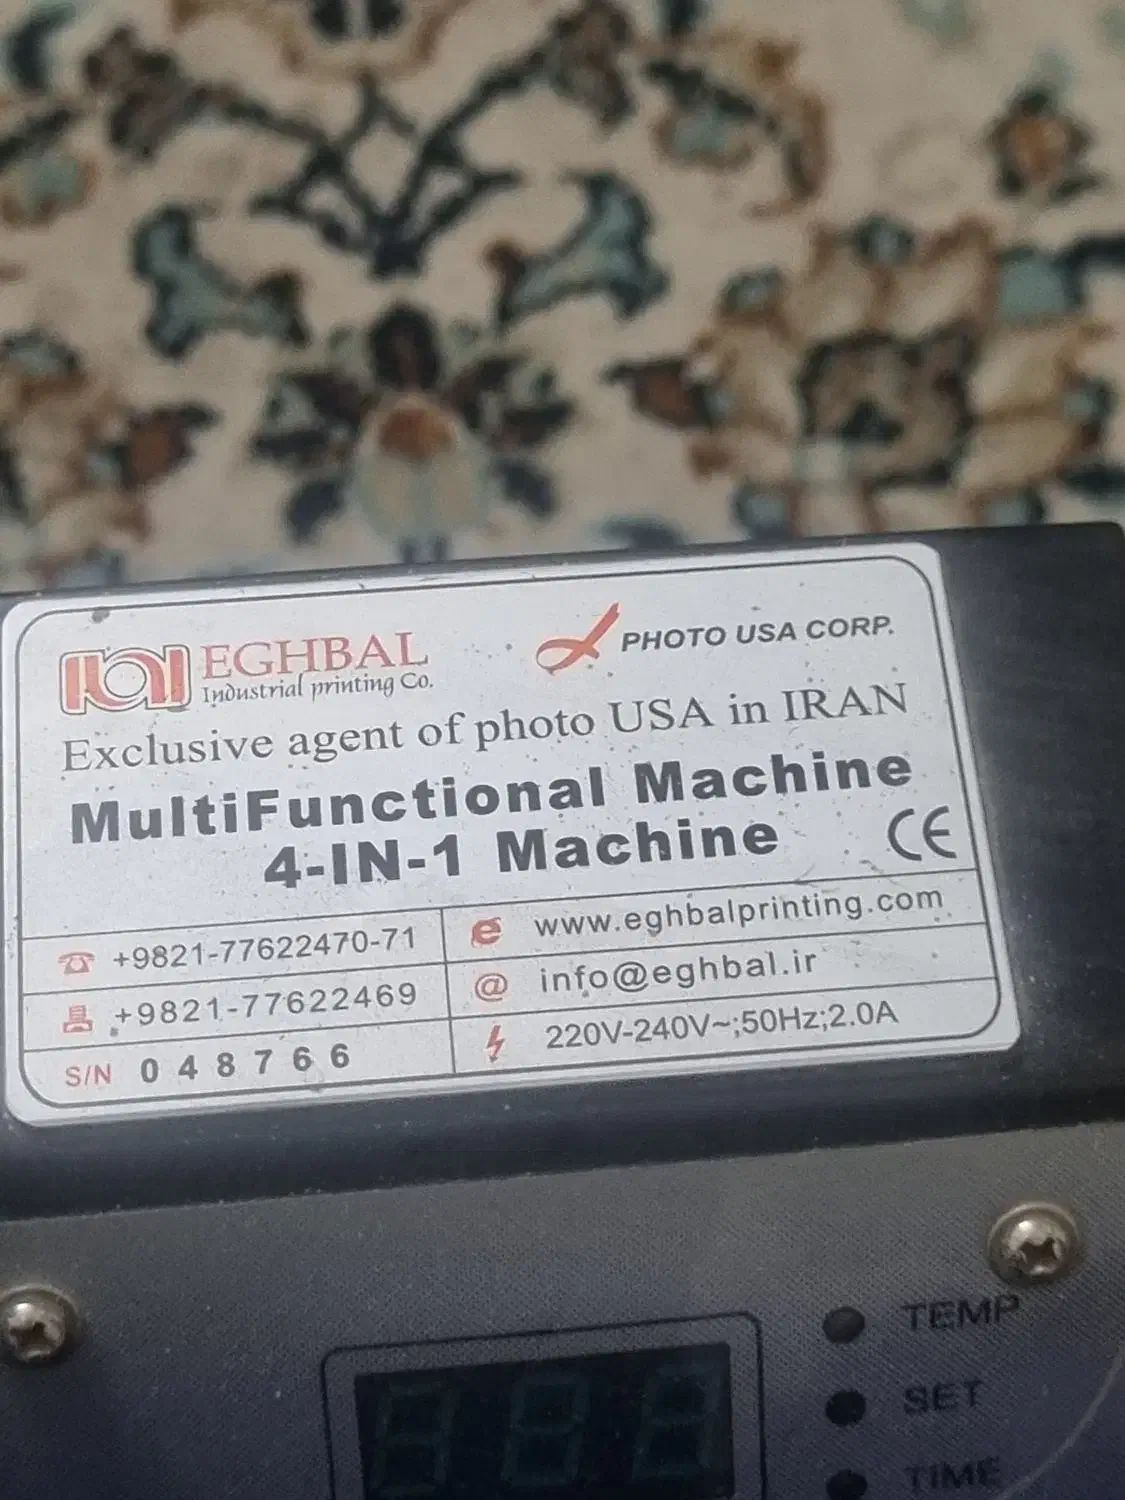 EGHBAL
Industrial printing Co.
PHOTO USA CORP.
Exclusive agent of photo USA in IRAN
MultiFunctional Machine
4-IN-1 Machine
CE
+9821-77622470-71
www.eghbalprinting.com
+9821-77622469
info@eghbal.ir
S/N 048766
220V-240V~;50Hz;2.0A
TEMP
SET
TIME